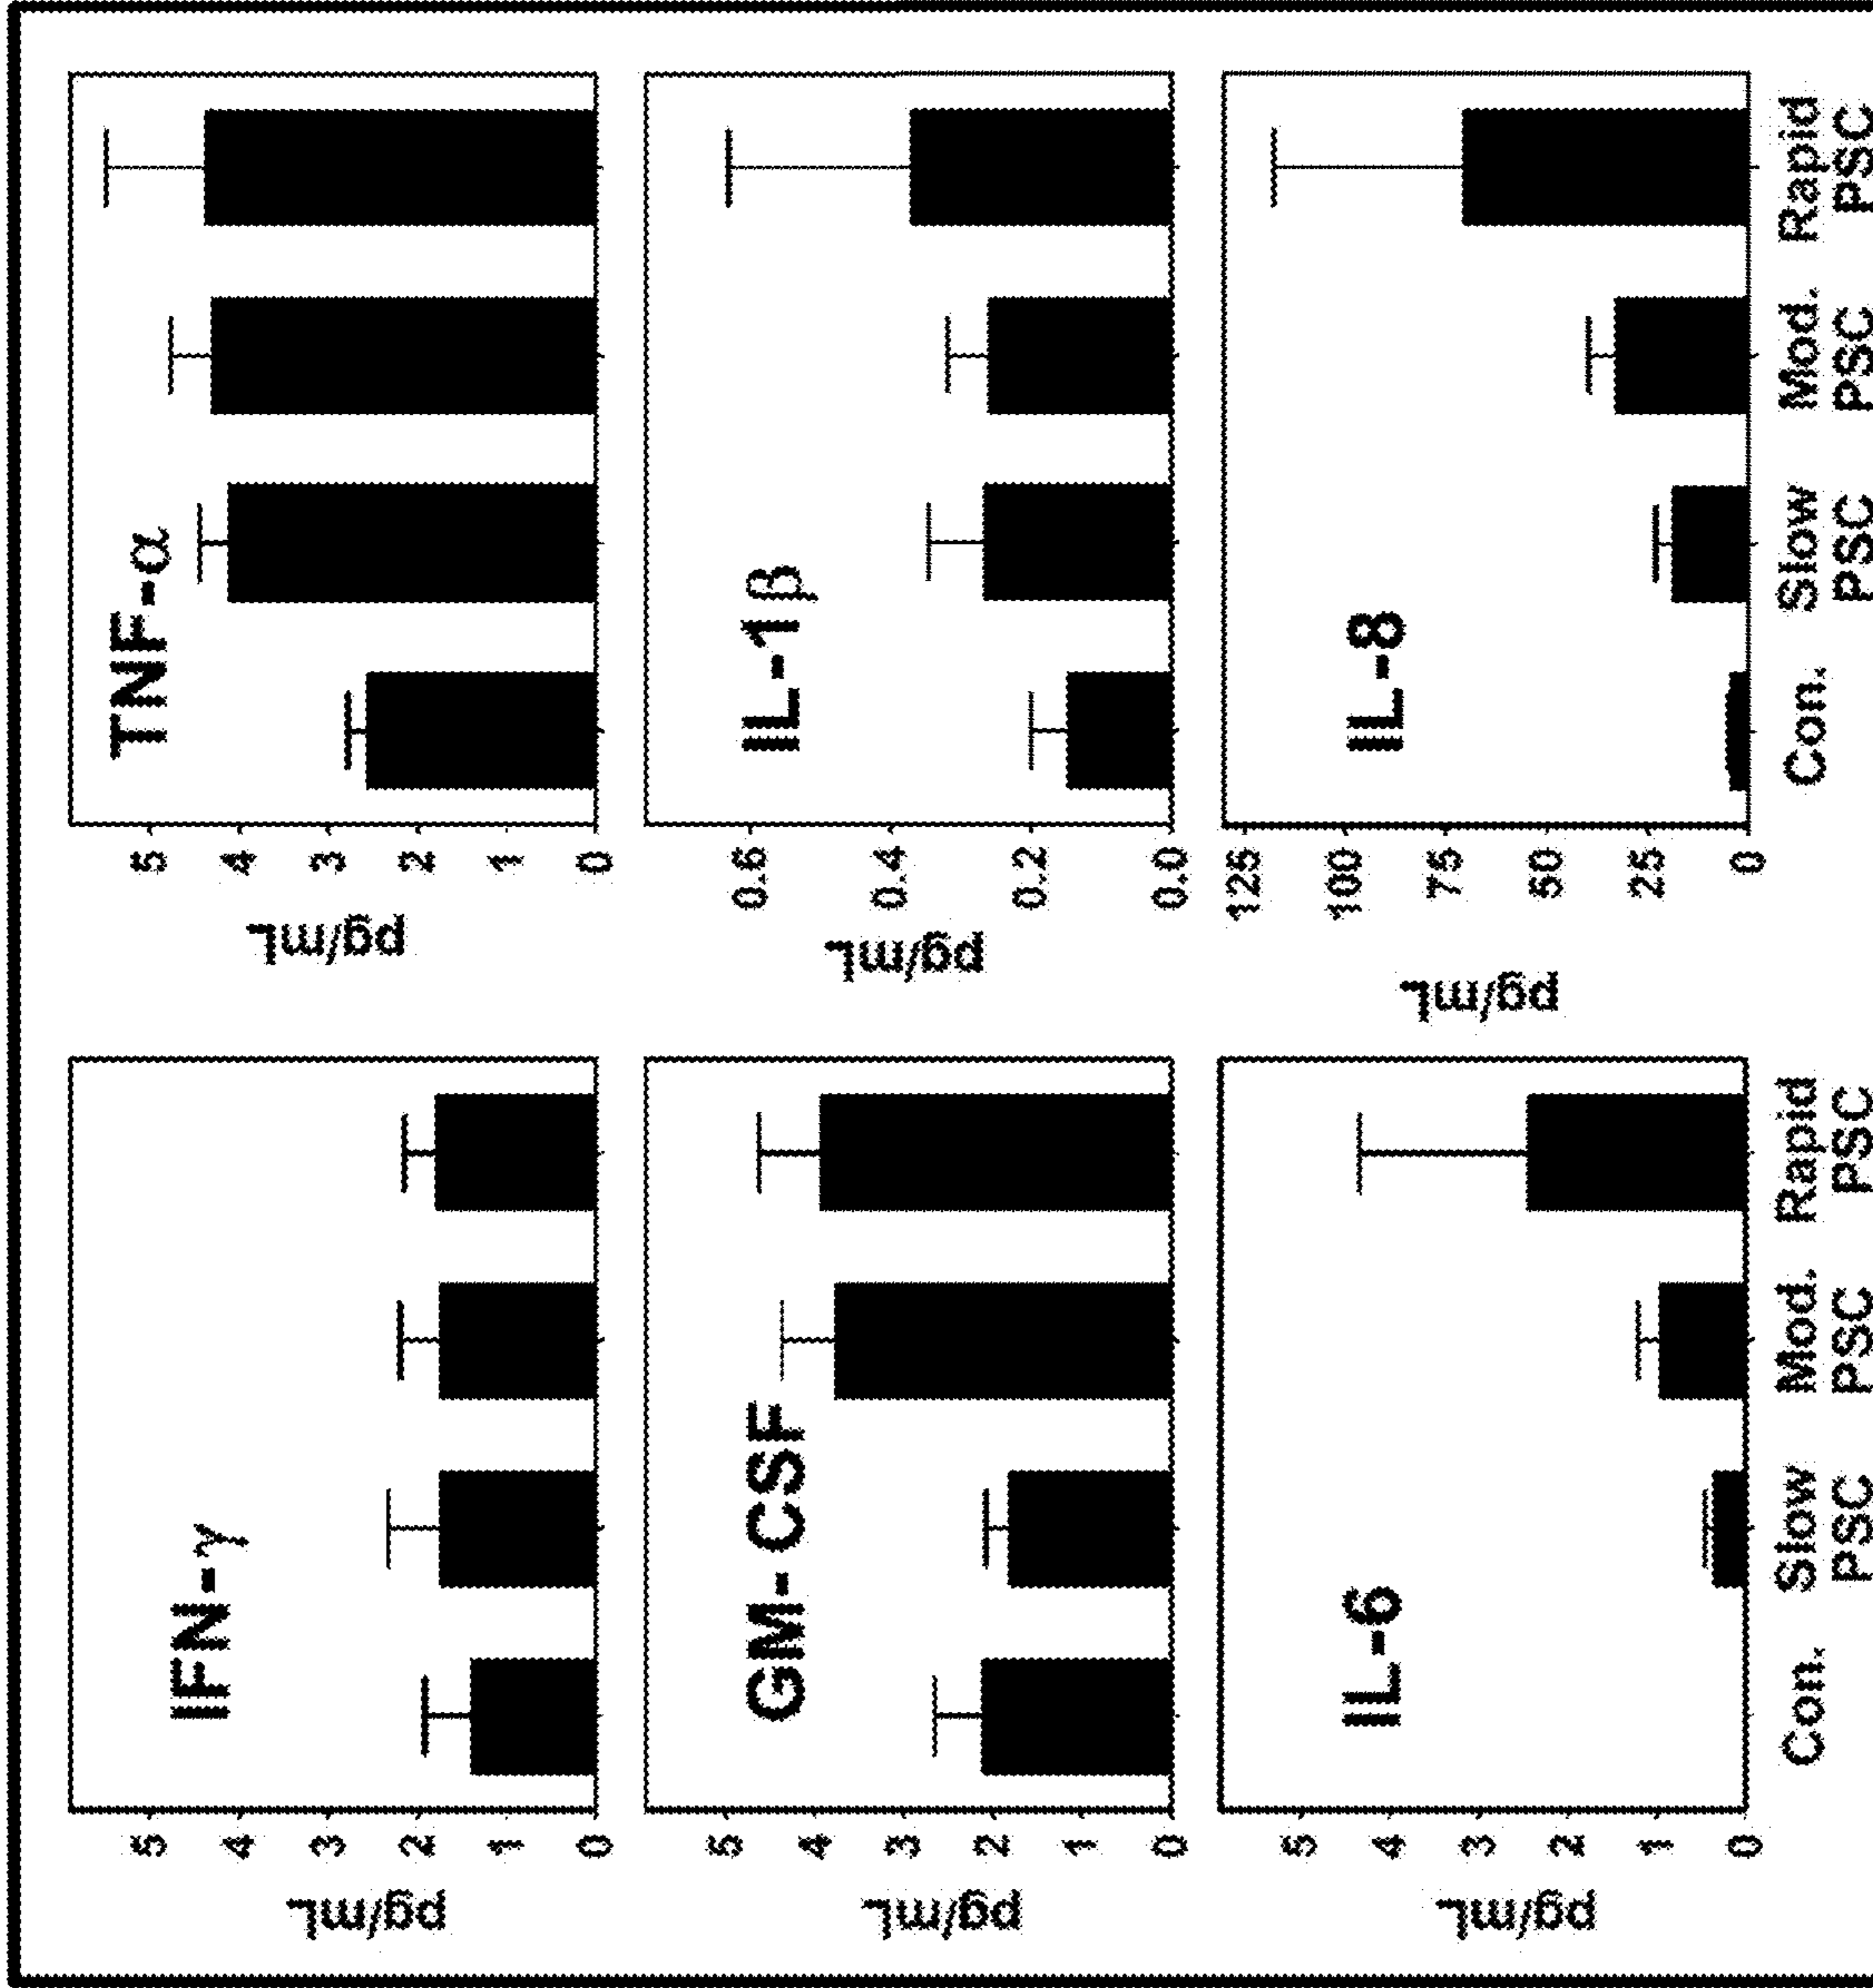 IFN-γ
pg/mL
5
4
3
2
1
0
TNF-α
pg/mL
5
4
3
2
1
0
GM-CSF
pg/mL
5
4
3
2
1
0
IL-1β
pg/mL
0.6
0.4
0.2
0.0
IL-6
pg/mL
5
4
3
2
1
0
Con. Slow Mod. Rapid
PSC PSC PSC
IL-8
pg/mL
125
100
75
50
25
0
Con. Slow Mod. Rapid
PSC PSC PSC